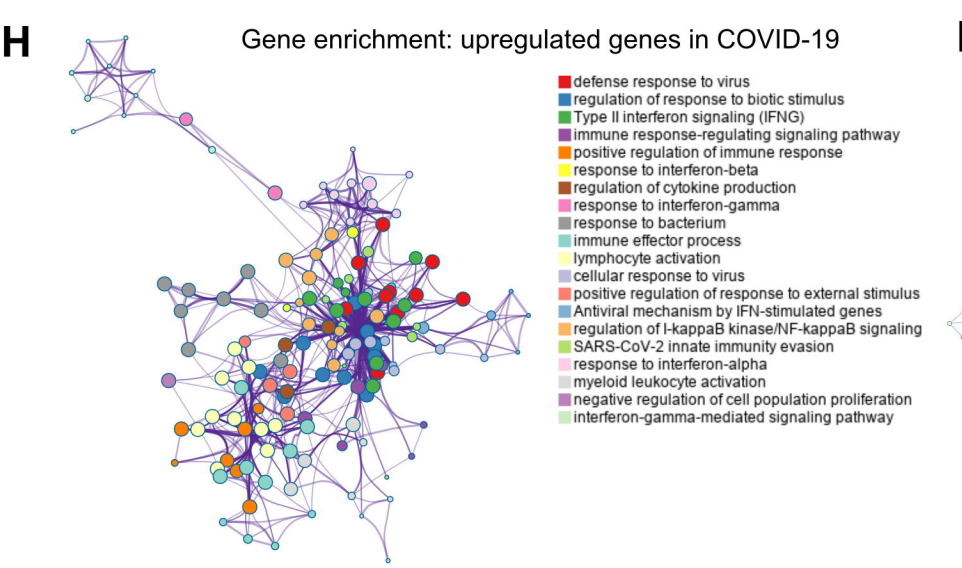 H
Gene enrichment: upregulated genes in COVID-19
defense response to virus
regulation of response to biotic stimulus
Type II interferon signaling (IFNG)
immune response-regulating signaling pathway
positive regulation of immune response
response to interferon-beta
regulation of cytokine production
response to interferon-gamma
response to bacterium
immune effector process
lymphocyte activation
cellular response to virus
positive regulation of response to external stimulus
Antiviral mechanism by IFN-stimulated genes
regulation of I-kappaB kinase/NF-kappaB signaling
SARS-CoV-2 innate immunity evasion
response to interferon-alpha
myeloid leukocyte activation
negative regulation of cell population proliferation
interferon-gamma-mediated signaling pathway